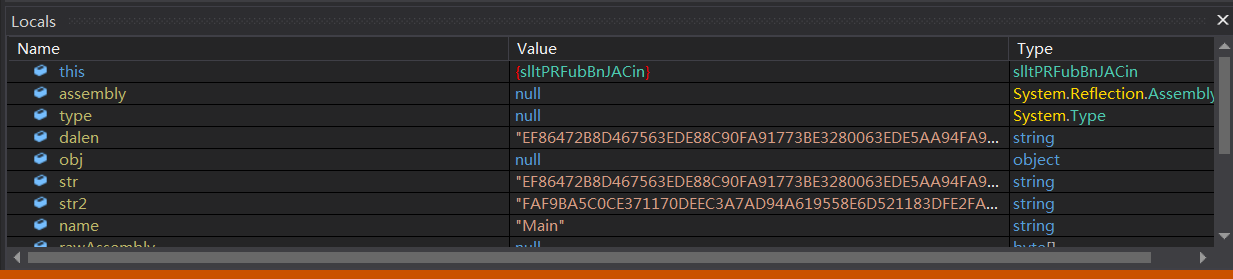 Locals
Name Value Type
this {slltPRFubBnJACin} slltPRFubBnJACin
assembly null System.Reflection.Assembly
type null System.Type
dalen "EF86472B8D467563EDE88C90FA91773BE3280063EDE5AA94FA9... string
obj null object
str "EF86472B8D467563EDE88C90FA91773BE3280063EDE5AA94FA9... string
str2 "FAF9BA5C0CE371170DEEC3A7AD94A619558E6D521183DFE2FA... string
name "Main" string
rawAssembly null byte[]